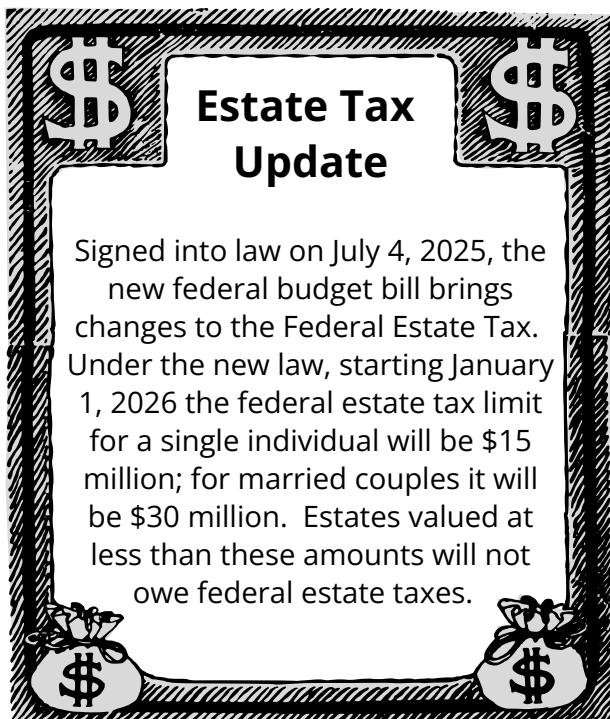 $ $
Estate Tax
Update
Signed into law on July 4, 2025, the
new federal budget bill brings
changes to the Federal Estate Tax.
Under the new law, starting January
1, 2026 the federal estate tax limit
for a single individual will be $15
million; for married couples it will
be $30 million.  Estates valued at
less than these amounts will not
owe federal estate taxes.
$ $